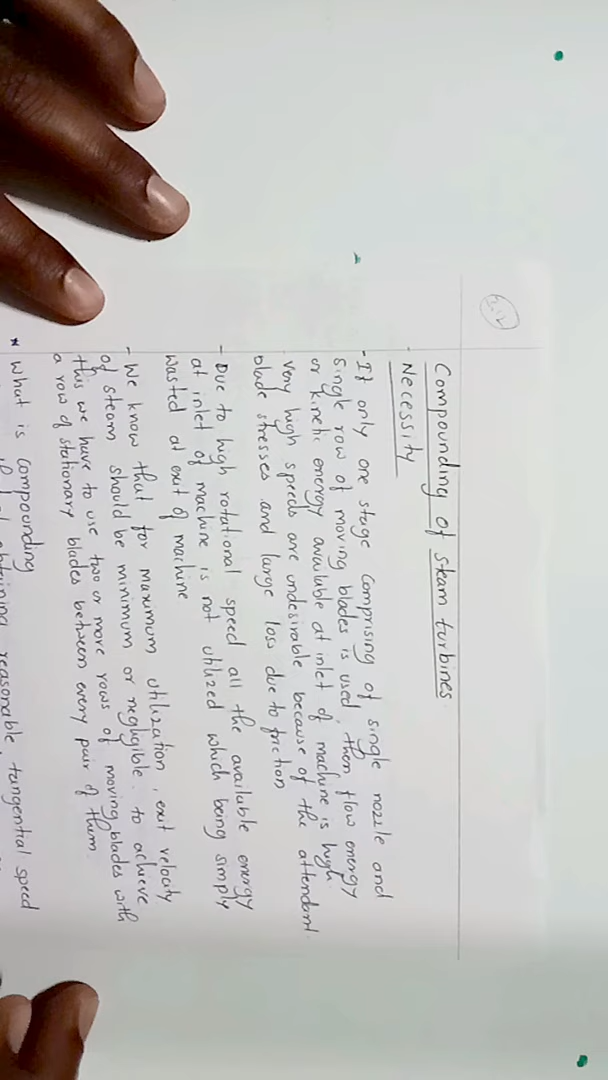 2.12
Compounding of steam turbines
- Necessity
- If only one stage comprising of single nozzle and
single row of moving blades is used, then flow energy
or kinetic energy available at inlet of machine is high.
Very high speeds are undesirable because of the attendant
blade stresses and large loss due to friction
- Due to high rotational speed all the available energy
at inlet of machine is not utilized which being simply
wasted at exit of machine
- We know that for maximum utilization, exit velocity
of steam should be minimum or negligible. to achieve
this we have to use two or more rows of moving blades with
a row of stationary blades between every pair of them.
* What is compounding
obtaining reasonable, tangential speed